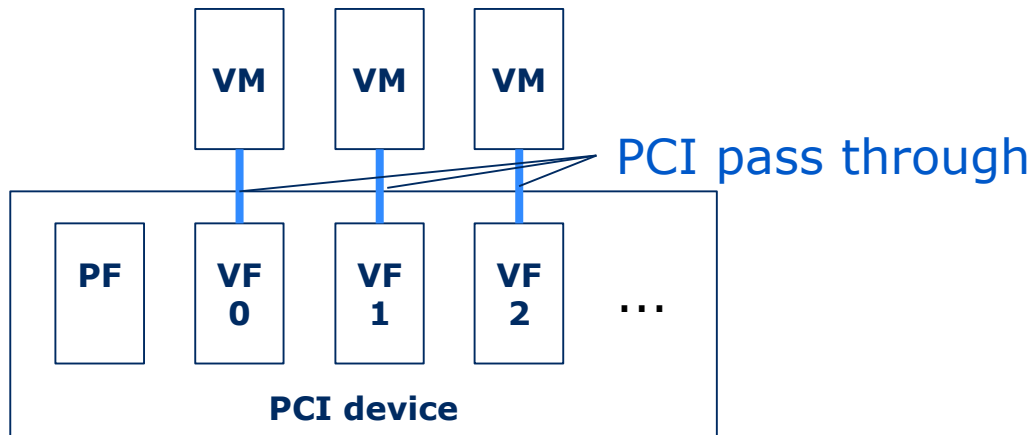 VM
VM
VM
PCI pass through
PF
VF
0
VF
1
VF
2
...
PCI device